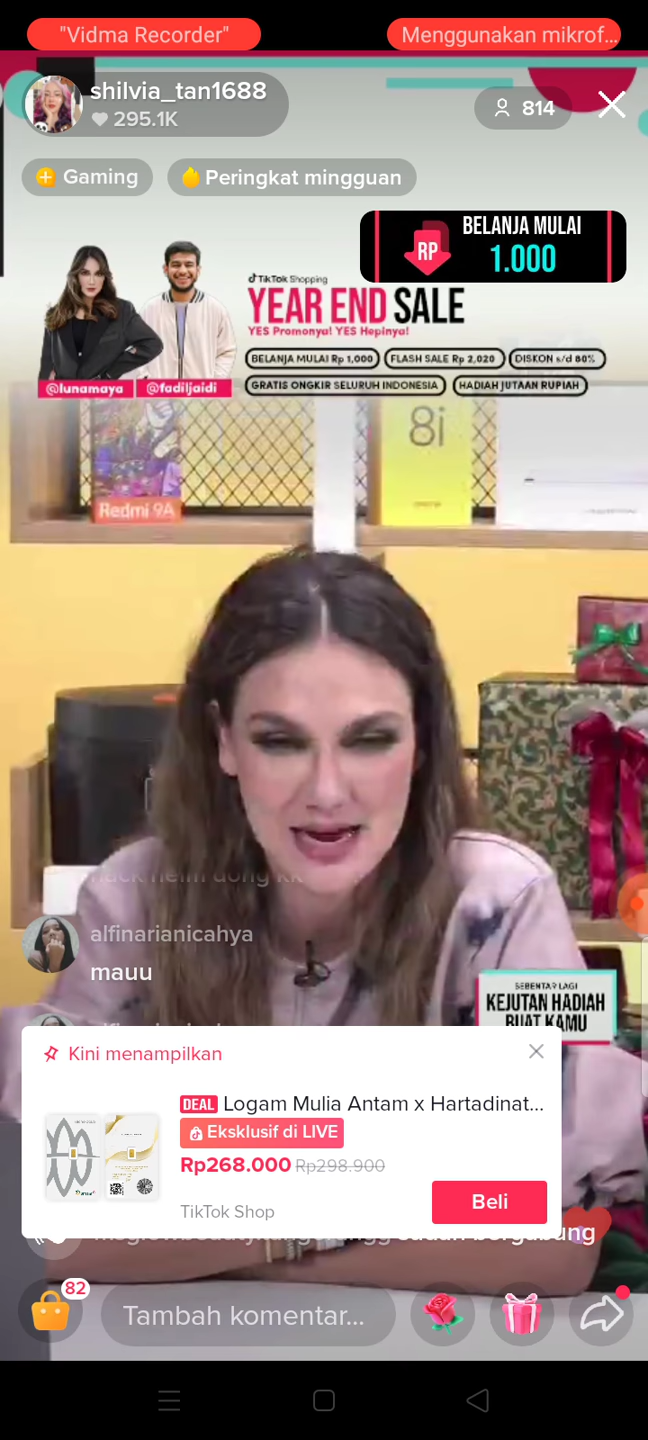 "Vidma Recorder"
Menggunakan mikrof...
shilvia_tan1688
295.1K
814
Gaming
Peringkat mingguan
BELANJA MULAI
RP
1.000
TikTok Shopping
YEAR END SALE
YES Promonya! YES Hepinya!
BELANJA MULAI Rp 1,000
FLASH SALE Rp 2,020
DISKON s/d 80%
GRATIS ONGKIR SELURUH INDONESIA
HADIAH JUTAAN RUPIAH
@lunamaya
@fadiljaidi
8i
Redmi 9A
alfinarianicahya
mauu
SEBENTAR LAGI
KEJUTAN HADIAH
BUAT KAMU
Kini menampilkan
DEAL Logam Mulia Antam x Hartadinat...
Eksklusif di LIVE
Rp268.000 Rp298.900
TikTok Shop
Beli
bergabung
82
Tambah komentar...